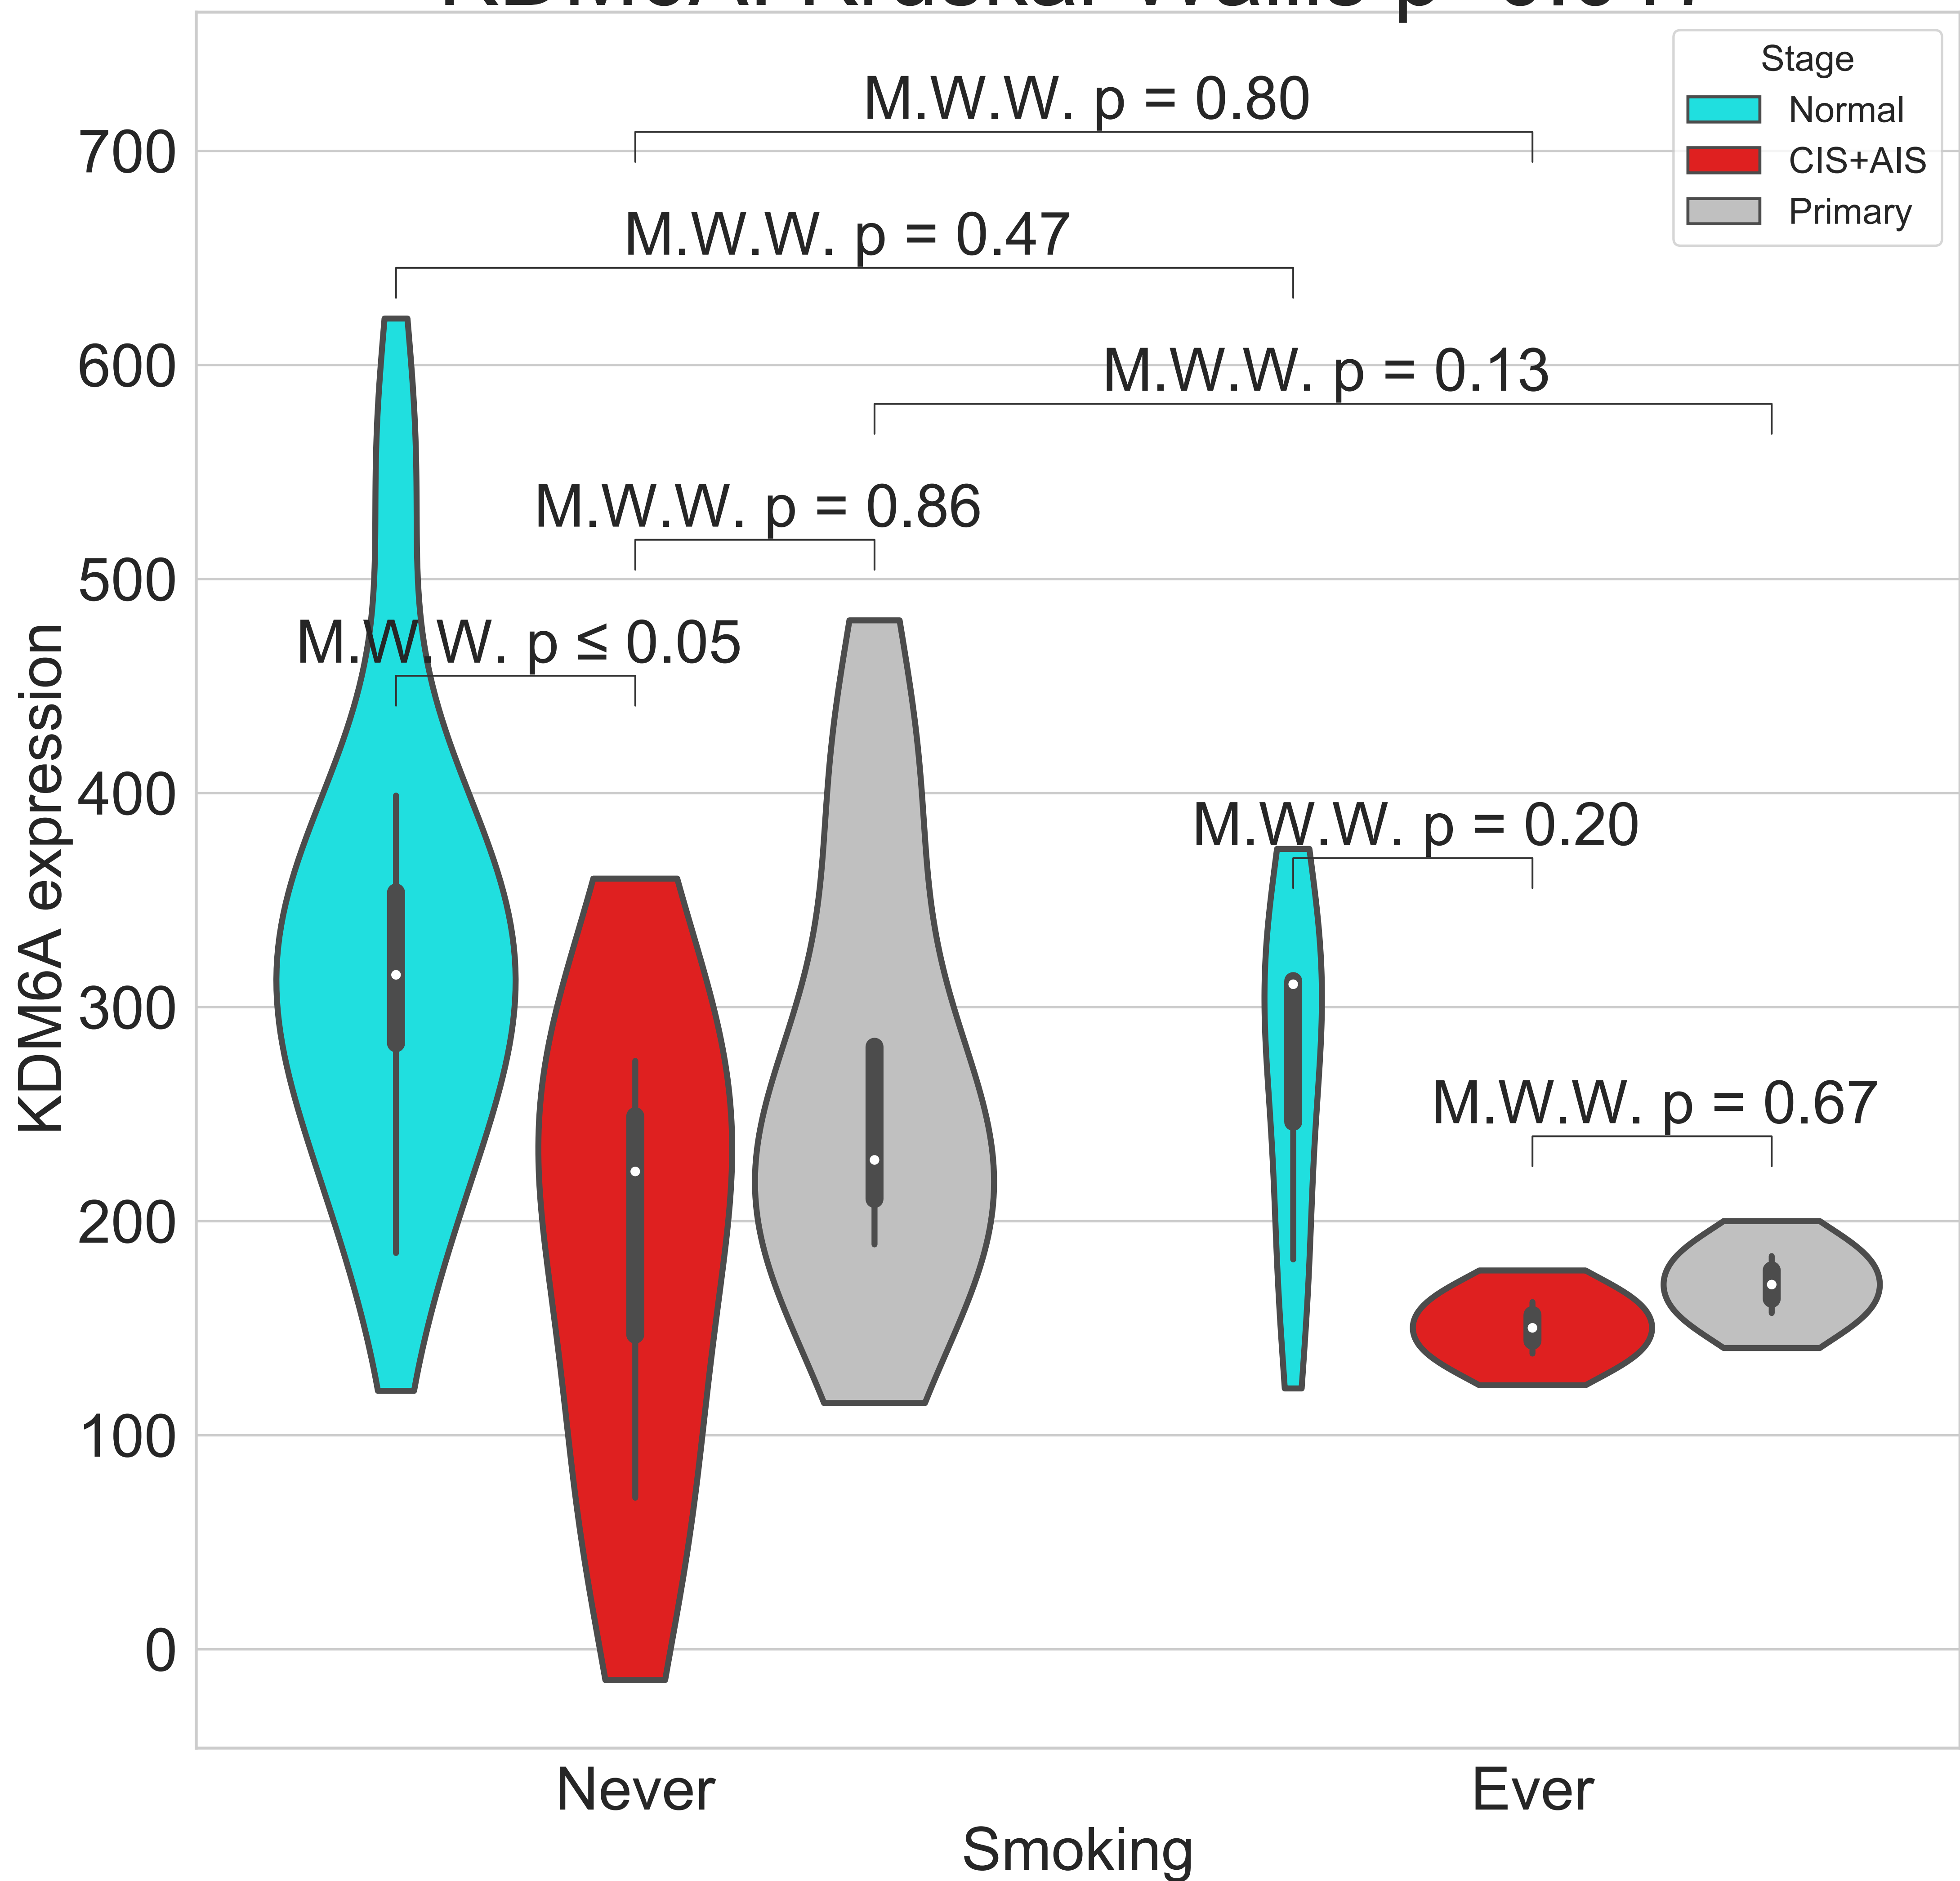 Stage
Normal
CIS+AIS
Primary
M.W.W. p = 0.80
M.W.W. p = 0.47
M.W.W. p = 0.13
M.W.W. p = 0.86
M.W.W. p ≤ 0.05
M.W.W. p = 0.20
M.W.W. p = 0.67
700
600
500
400
300
200
100
0
KDM6A expression
Never
Ever
Smoking